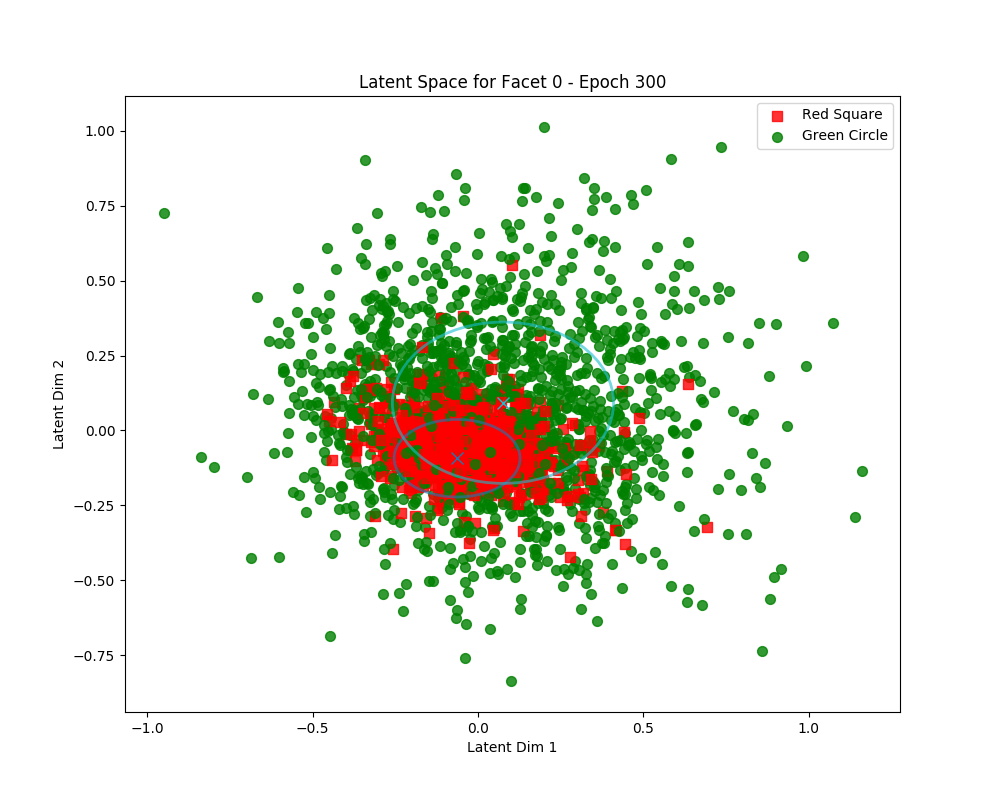 Latent Space for Facet 0 - Epoch 300
Red Square
Green Circle
1.00
0.75
0.50
0.25
0.00
−0.25
−0.50
−0.75
Latent Dim 2
−1.0
−0.5
0.0
0.5
1.0
Latent Dim 1